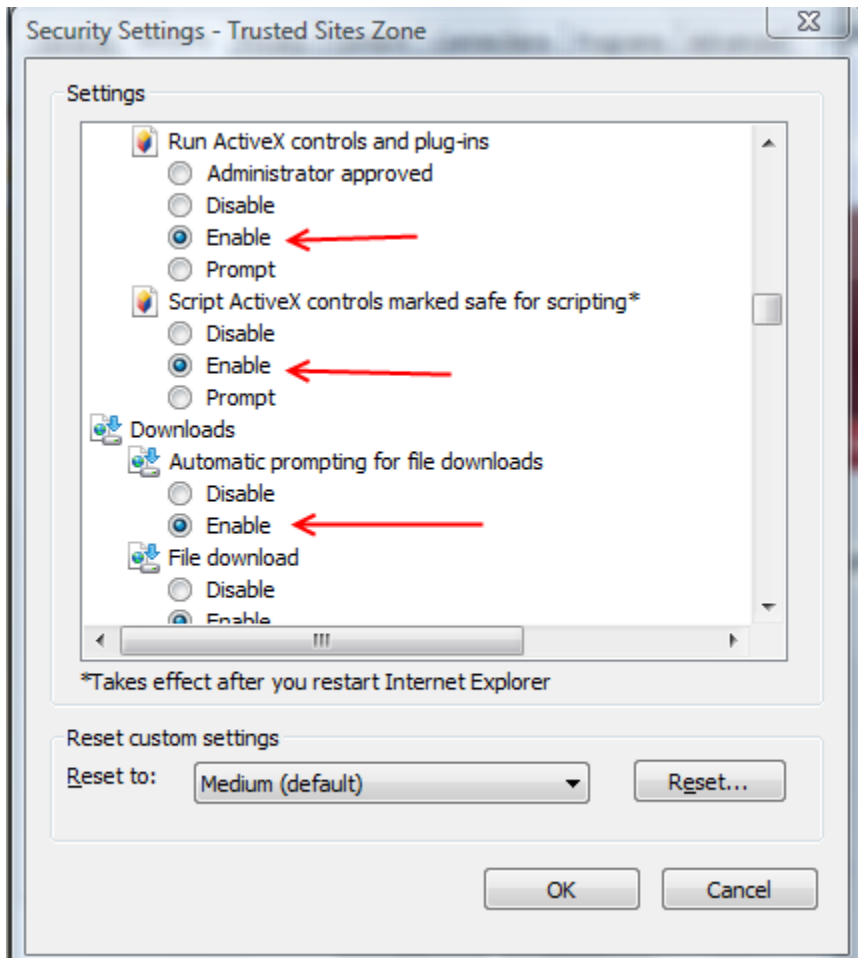 Security Settings - Trusted Sites Zone
Settings
Run ActiveX controls and plug-ins
Administrator approved
Disable
Enable
Prompt
Script ActiveX controls marked safe for scripting*
Disable
Enable
Prompt
Downloads
Automatic prompting for file downloads
Disable
Enable
File download
Disable
Enable
*Takes effect after you restart Internet Explorer
Reset custom settings
Reset to:
Medium (default)
Reset...
OK
Cancel